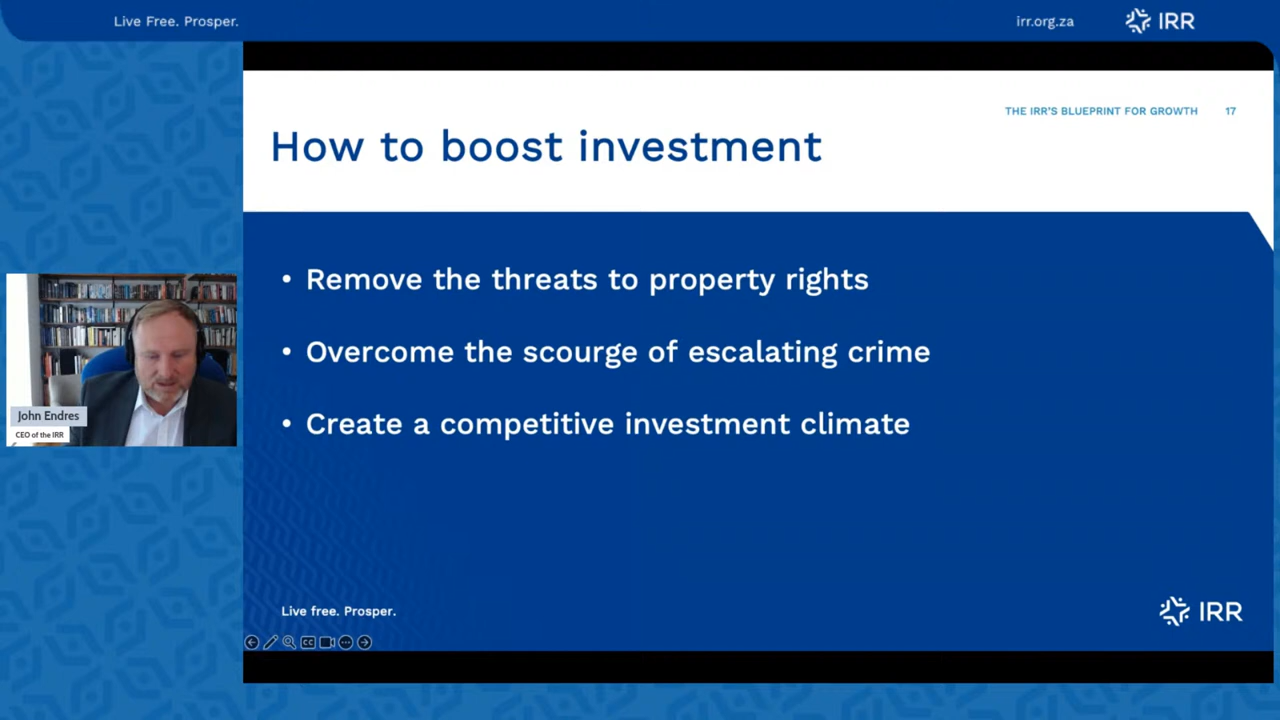 Live Free. Prosper.
irr.org.za
IRR
THE IRR'S BLUEPRINT FOR GROWTH 17
How to boost investment
• Remove the threats to property rights
• Overcome the scourge of escalating crime
• Create a competitive investment climate
John Endres
CEO of the IRR
Live free. Prosper.
IRR
CC